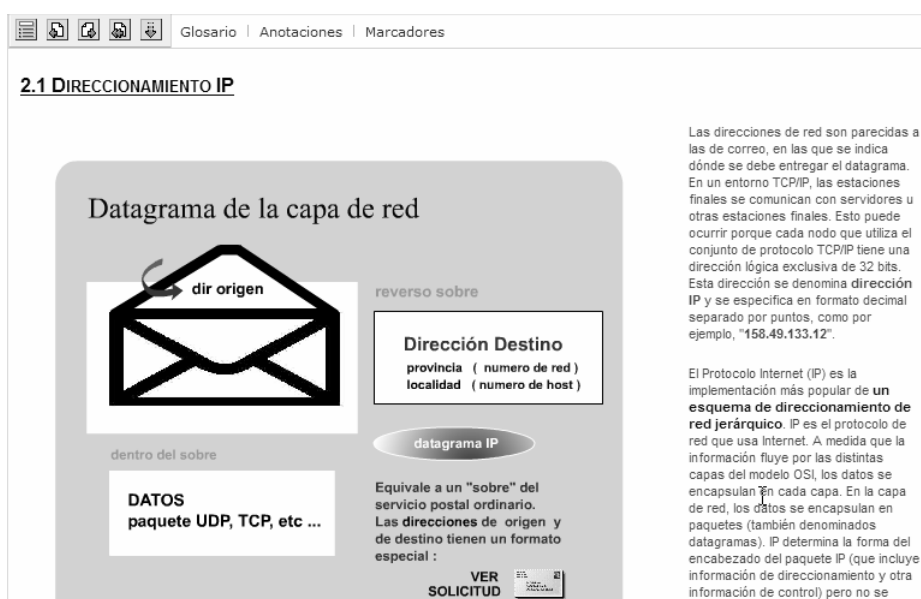 Glosario Anotaciones Marcadores
2.1 DIRECCIONAMIENTO IP
Datagrama de la capa de red
dir origen
reverso sobre
Dirección Destino
provincia ( numero de red )
localidad ( numero de host )
datagrama IP
dentro del sobre
DATOS
paquete UDP, TCP, etc ...
Equivale a un "sobre" del
servicio postal ordinario.
Las direcciones de origen y
de destino tienen un formato
especial :
VER
SOLICITUD
Las direcciones de red son parecidas a
las de correo, en las que se indica
dónde se debe entregar el datagrama.
En un entorno TCP/IP, las estaciones
finales se comunican con servidores u
otras estaciones finales. Esto puede
ocurrir porque cada nodo que utiliza el
conjunto de protocolo TCP/IP tiene una
dirección lógica exclusiva de 32 bits.
Esta dirección se denomina dirección
IP y se especifica en formato decimal
separado por puntos, como por
ejemplo, "158.49.133.12".
El Protocolo Internet (IP) es la
implementación más popular de un
esquema de direccionamiento de
red jerárquico. IP es el protocolo de
red que usa Internet. A medida que la
información fluye por las distintas
capas del modelo OSI, los datos se
encapsulan en cada capa. En la capa
de red, los datos se encapsulan en
paquetes (también denominados
datagramas). IP determina la forma del
encabezado del paquete IP (que incluye
información de direccionamiento y otra
información de control) pero no se